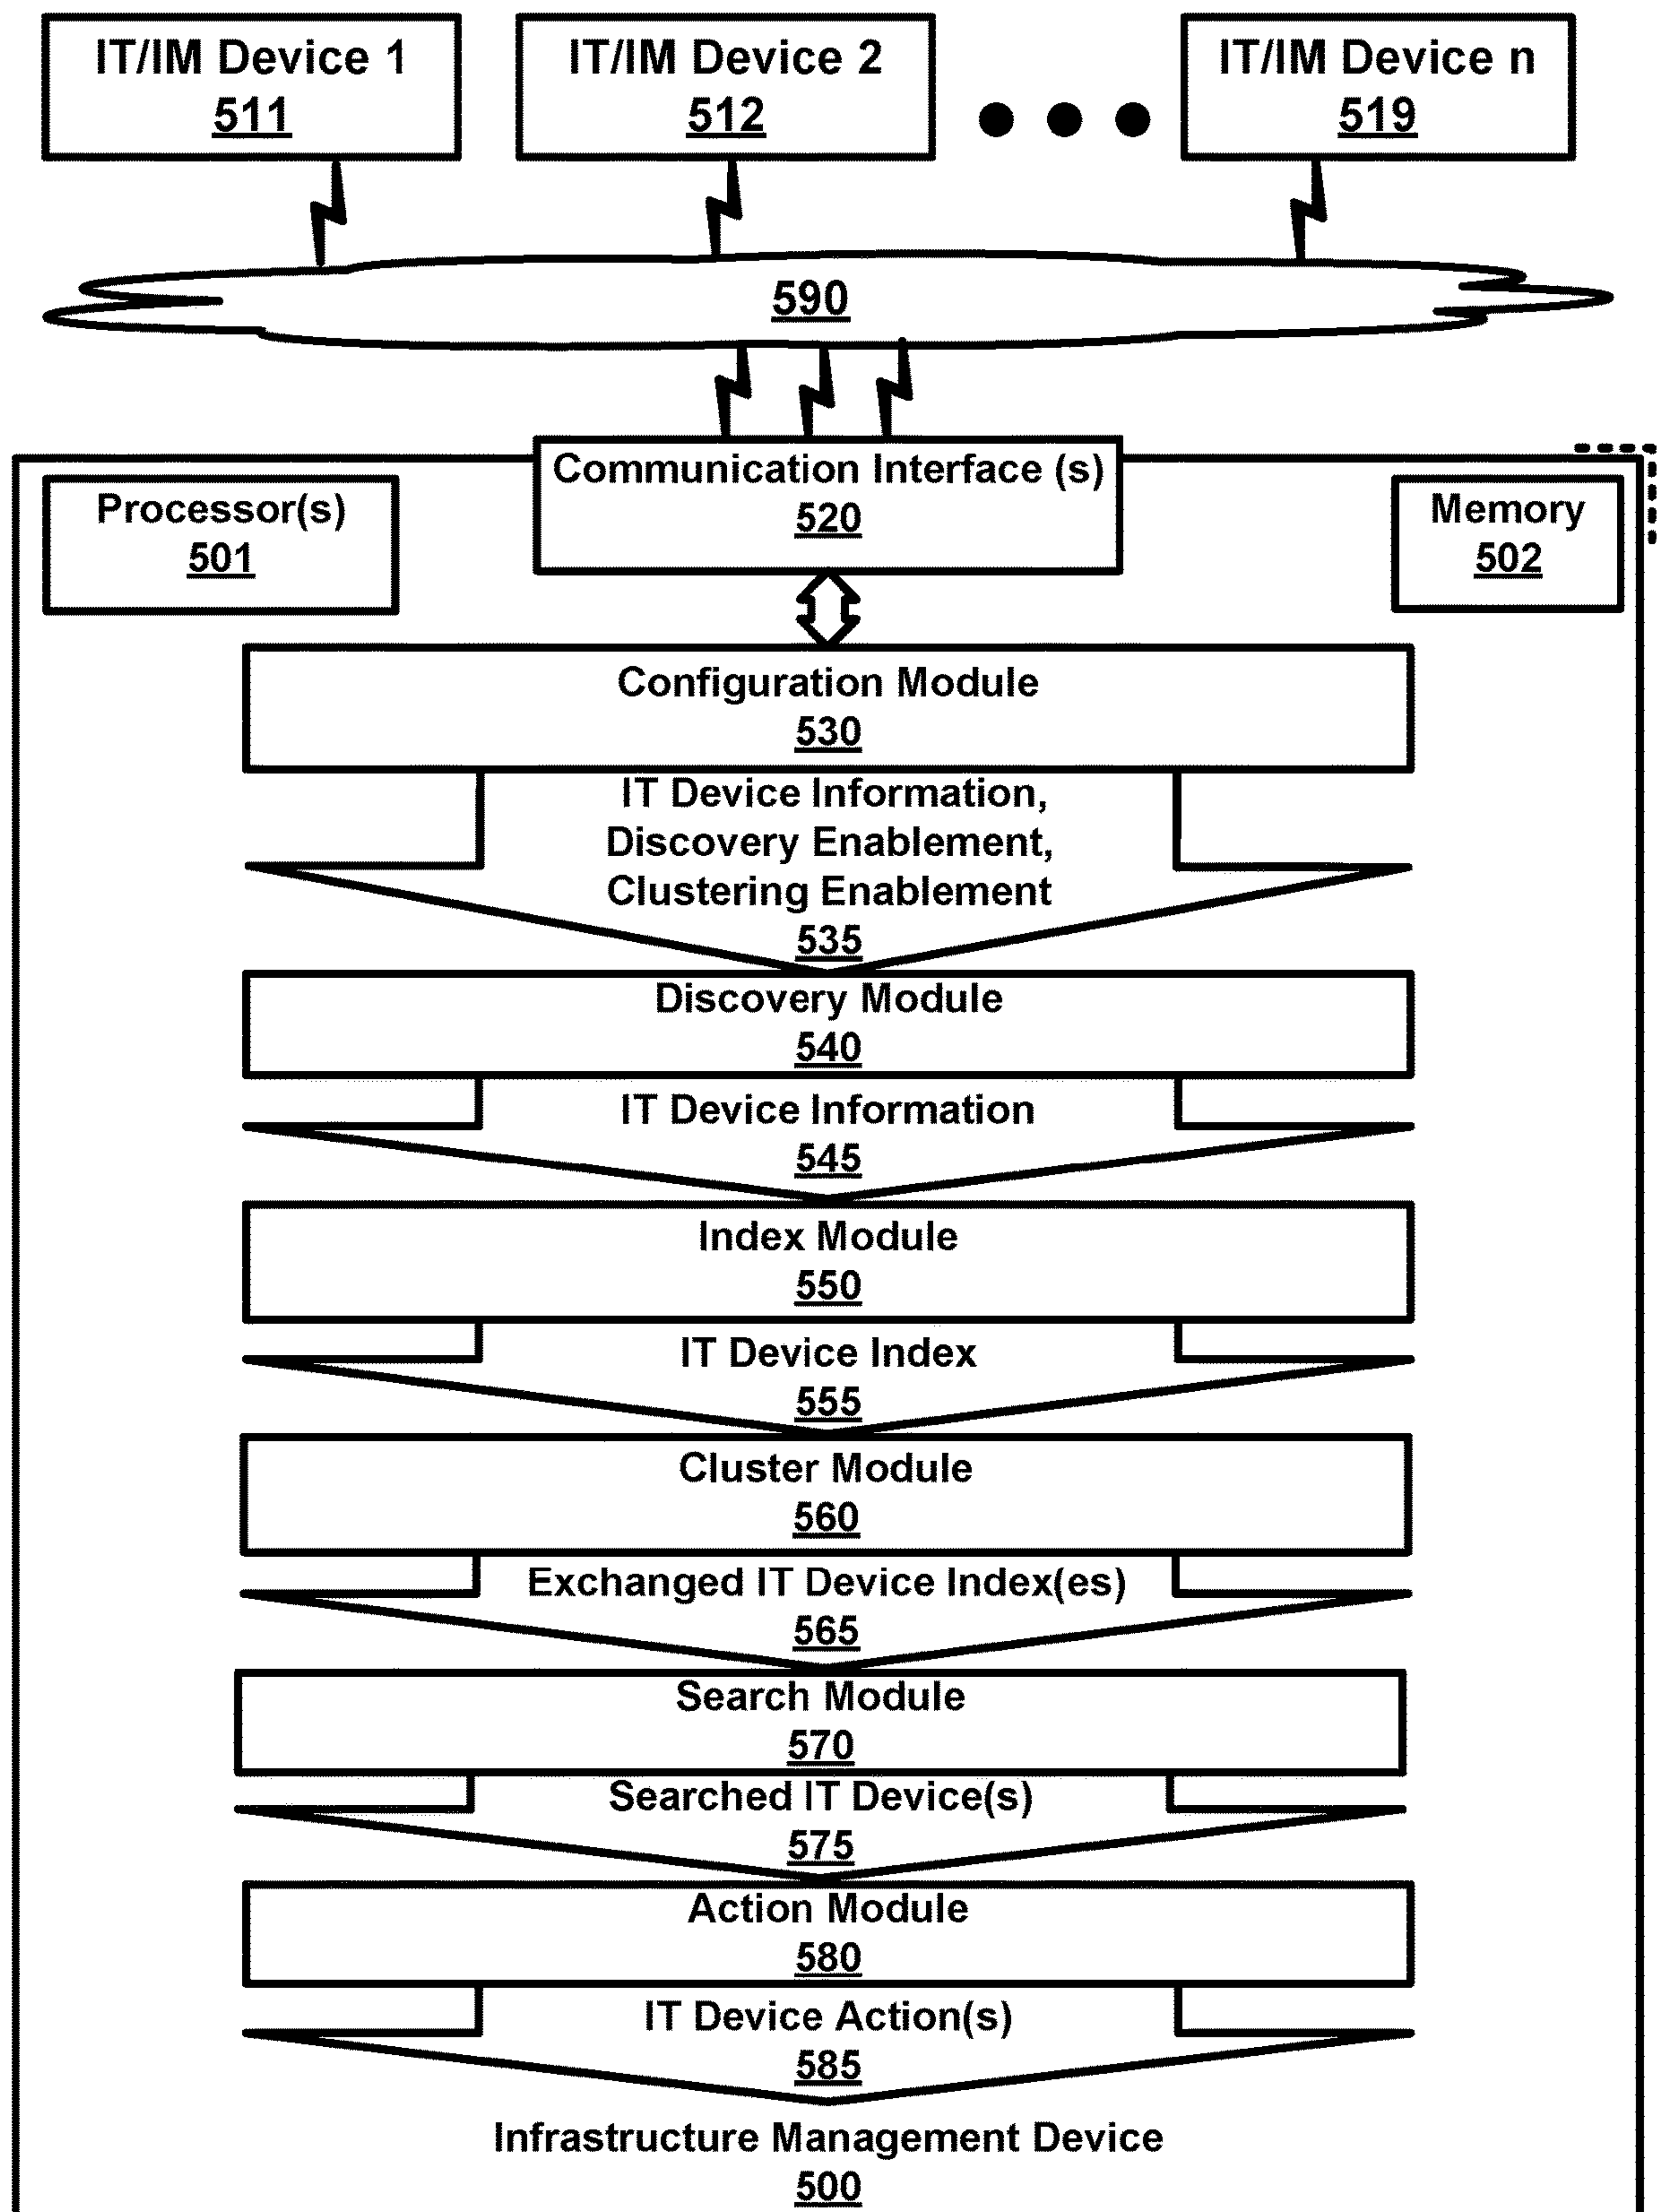 IT/IM Device 1
511
IT/IM Device 2
512
IT/IM Device n
519
590
Communication Interface (s)
520
Processor(s)
501
Memory
502
Configuration Module
530
IT Device Information,
Discovery Enablement,
Clustering Enablement
535
Discovery Module
540
IT Device Information
545
Index Module
550
IT Device Index
555
Cluster Module
560
Exchanged IT Device Index(es)
565
Search Module
570
Searched IT Device(s)
575
Action Module
580
IT Device Action(s)
585
Infrastructure Management Device
500